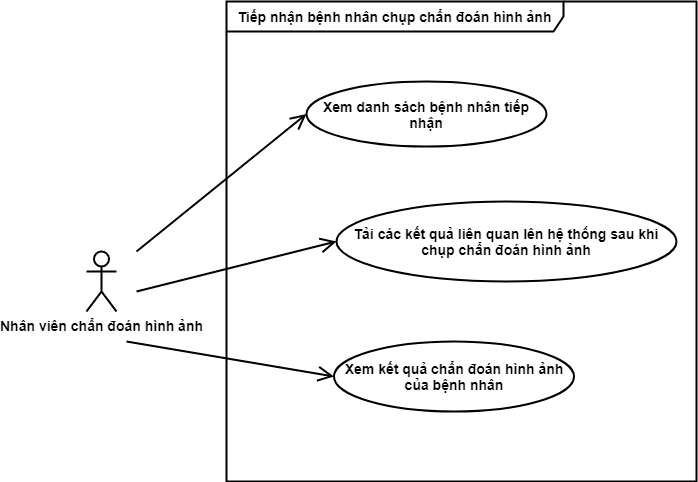 Tiếp nhận bệnh nhân chụp chẩn đoán hình ảnh
Xem danh sách bệnh nhân tiếp
nhận
Tải các kết quả liên quan lên hệ thống sau khi
chụp chẩn đoán hình ảnh
Nhân viên chẩn đoán hình ảnh
Xem kết quả chẩn đoán hình ảnh
của bệnh nhân